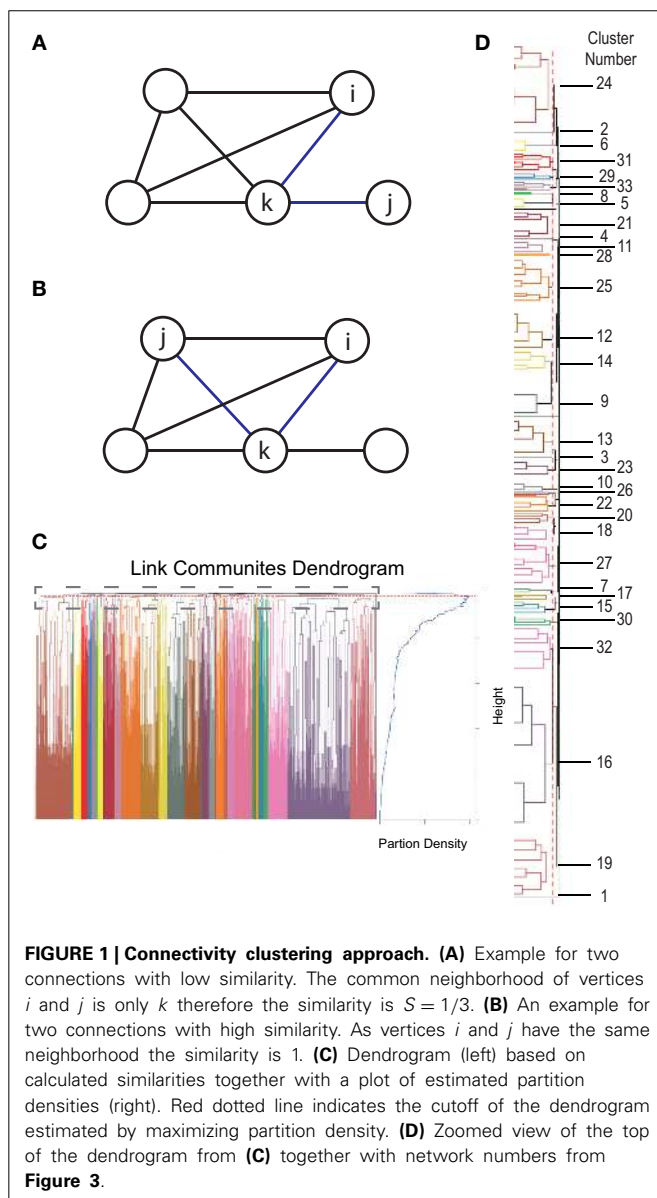 A
i
k
j
B
j
i
k
C
Link Communites Dendrogram
Height
Partion Density
D
Cluster
Number
24
2
6
31
29
33
8
5
21
4
11
28
25
12
14
9
13
3
23
10
26
22
20
18
27
7
17
15
30
32
16
19
1
FIGURE 1 | Connectivity clustering approach. (A) Example for two
connections with low similarity. The common neighborhood of vertices
i and j is only k therefore the similarity is S = 1/3. (B) An example for
two connections with high similarity. As vertices i and j have the same
neighborhood the similarity is 1. (C) Dendrogram (left) based on
calculated similarities together with a plot of estimated partition
densities (right). Red dotted line indicates the cutoff of the dendrogram
estimated by maximizing partition density. (D) Zoomed view of the top
of the dendrogram from (C) together with network numbers from
Figure 3.